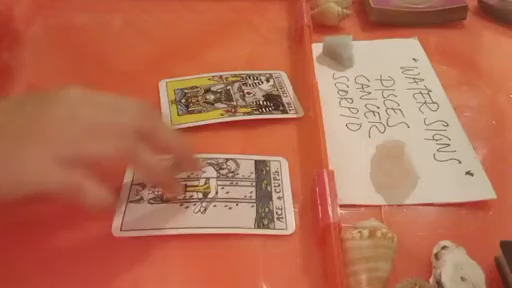 "WATER SIGNS"
PISCES
CANCER
SCORPIO
ACE of CUPS.